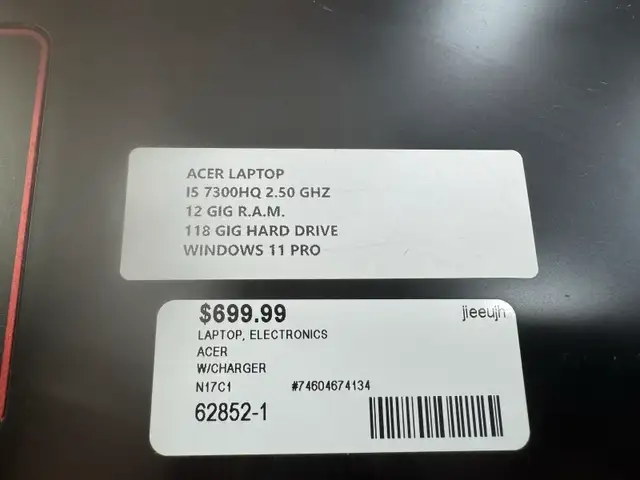 ACER LAPTOP
I5 7300HQ 2.50 GHZ
12 GIG R.A.M.
118 GIG HARD DRIVE
WINDOWS 11 PRO
$699.99 jieeujh
LAPTOP, ELECTRONICS
ACER
W/CHARGER
N17C1 #74604674134
62852-1